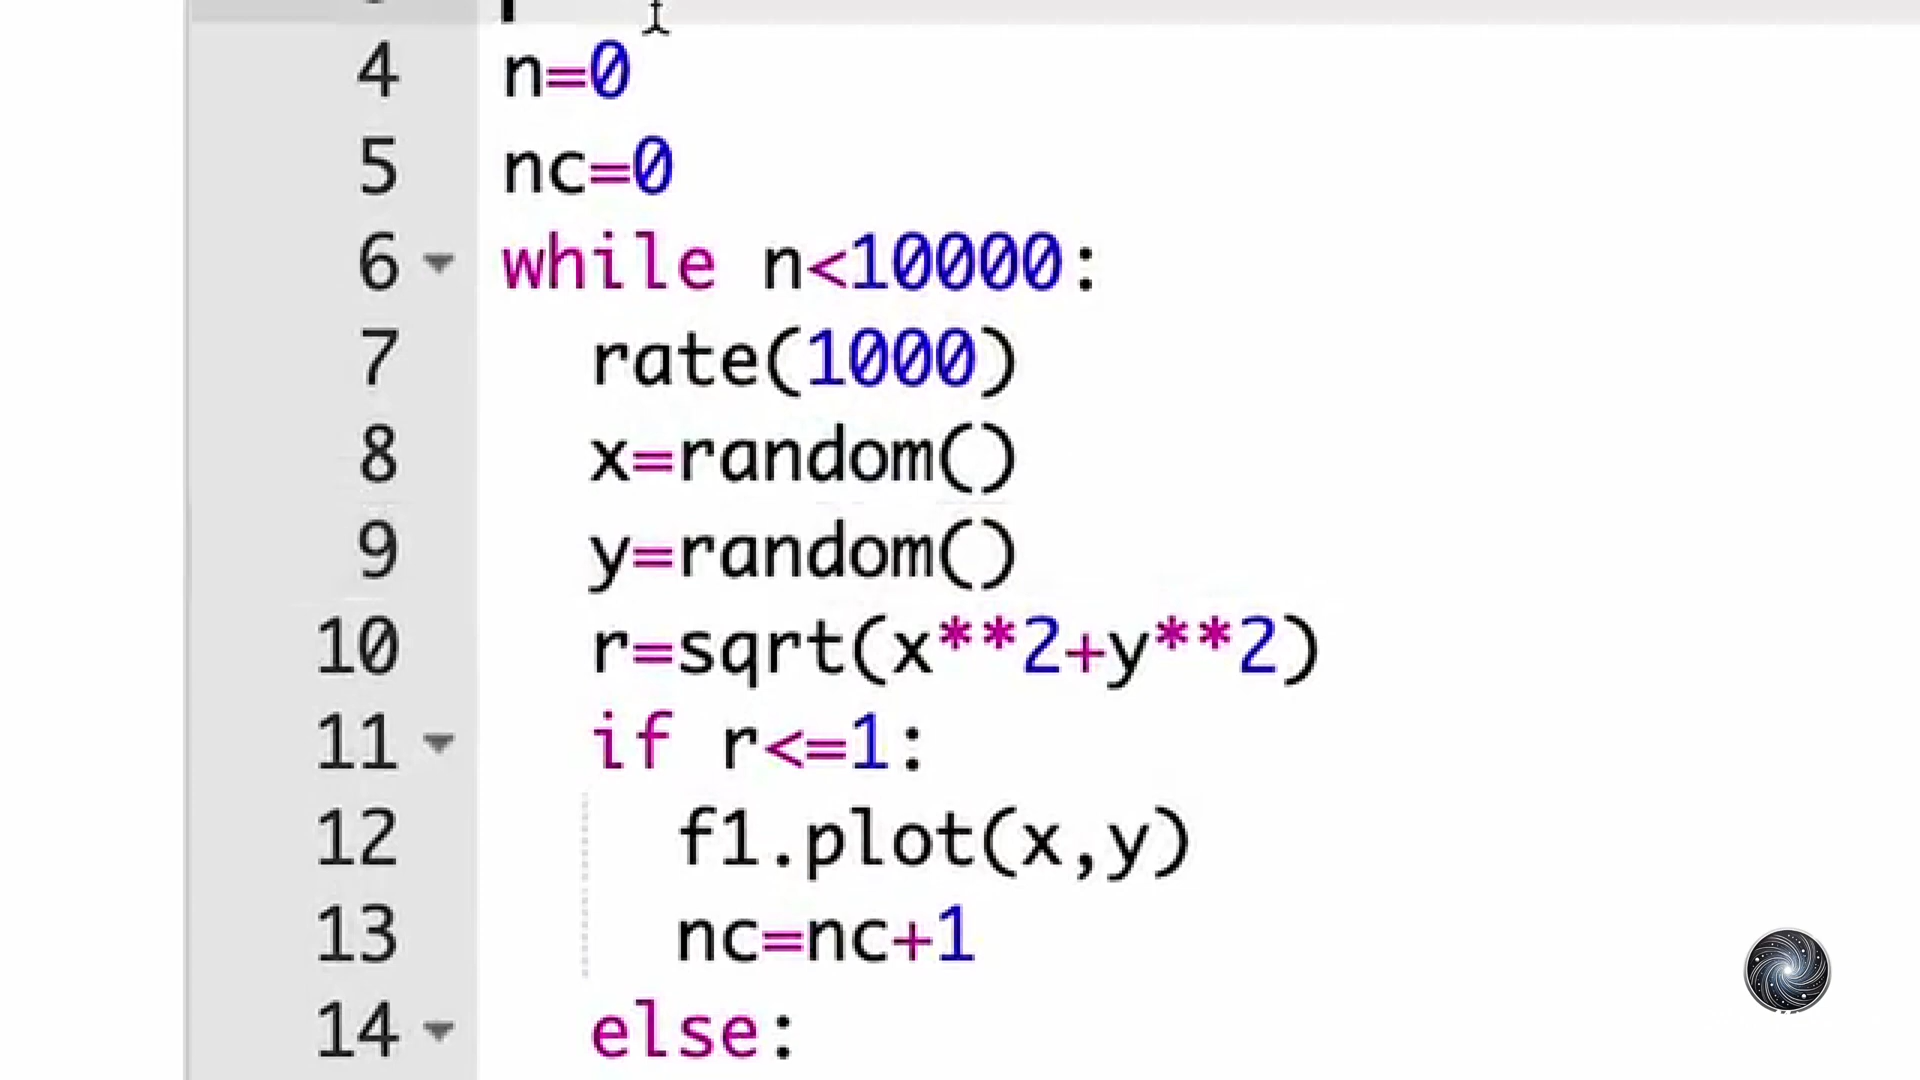 4 n=0
5 nc=0
6 while n<10000:
7 rate(1000)
8 x=random()
9 y=random()
10 r=sqrt(x**2+y**2)
11 if r<=1:
12 f1.plot(x,y)
13 nc=nc+1
14 else: